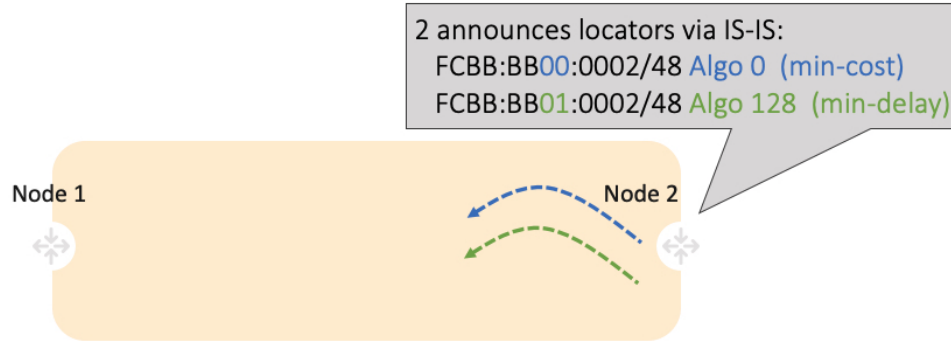 2 announces locators via IS-IS:
FCBB:BB00:0002/48 Algo 0 (min-cost)
FCBB:BB01:0002/48 Algo 128 (min-delay)
Node 1
Node 2